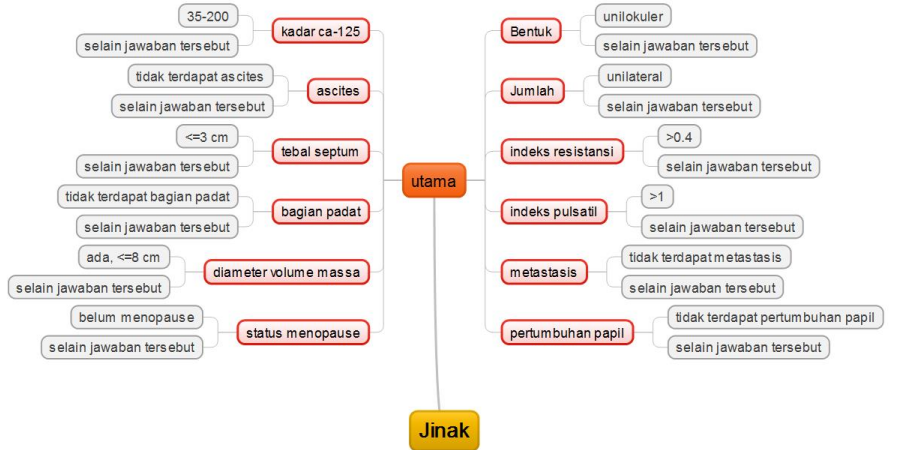 35-200
kadar ca-125
selain jawaban tersebut
tidak terdapat ascites
ascites
selain jawaban tersebut
<=3 cm
tebal septum
selain jawaban tersebut
tidak terdapat bagian padat
bagian padat
selain jawaban tersebut
ada, <=8 cm
diameter volume massa
selain jawaban tersebut
belum menopause
status menopause
selain jawaban tersebut
utama
unilokuler
Bentuk
selain jawaban tersebut
unilateral
Jumlah
selain jawaban tersebut
>0.4
indeks resistansi
selain jawaban tersebut
>1
indeks pulsatil
selain jawaban tersebut
tidak terdapat metastasis
metastasis
selain jawaban tersebut
tidak terdapat pertumbuhan papil
pertumbuhan papil
selain jawaban tersebut
Jinak